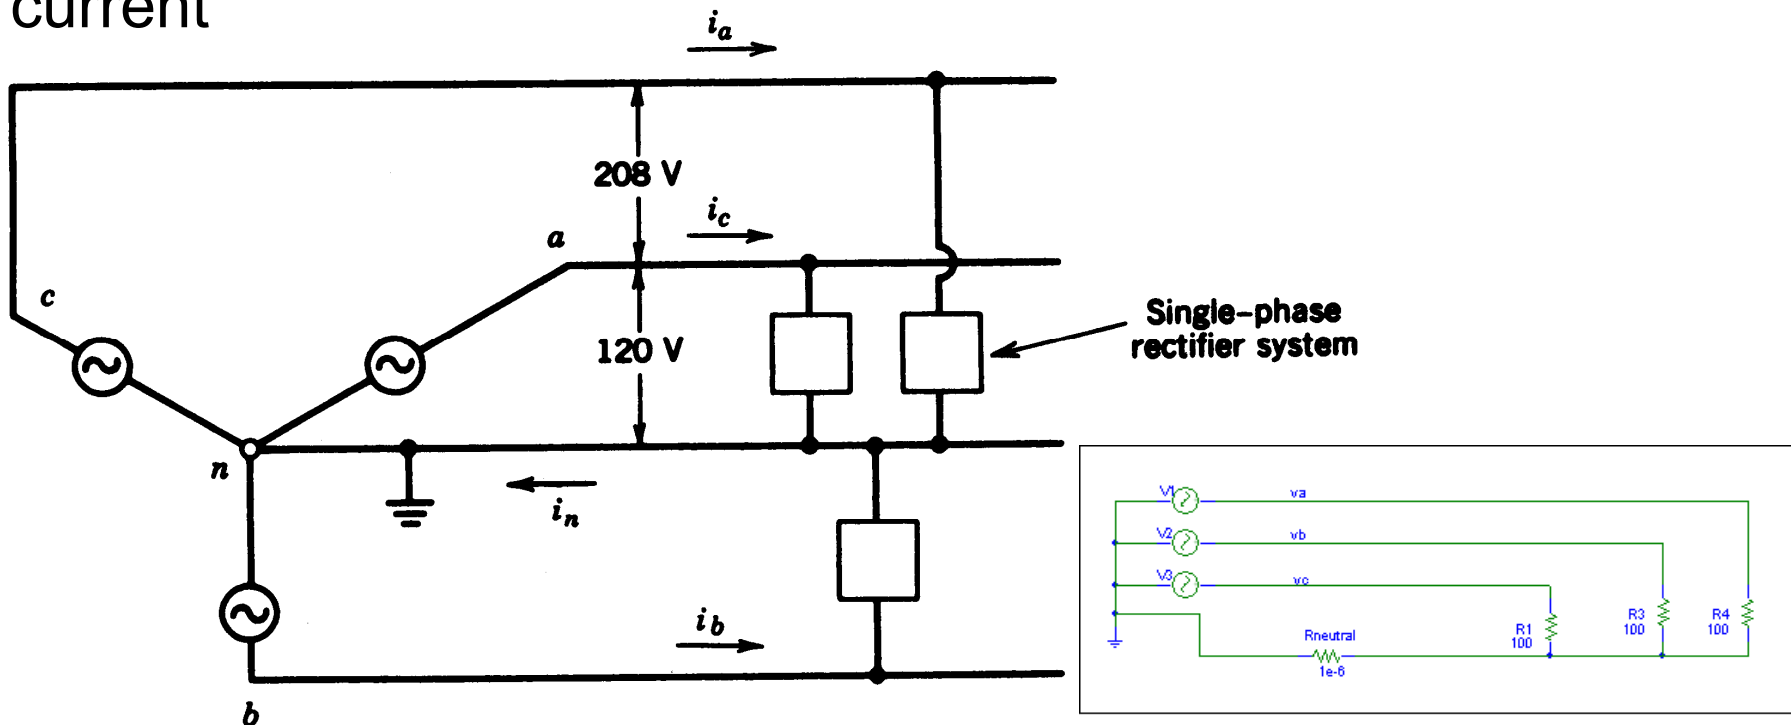 current
i_a
208 V
i_c
a
c
120 V
Single-phase
rectifier system
n
i_n
i_b
b
V1
va
V2
vb
V3
vc
R1
100
R3
100
R4
100
Rneutral
1e-6